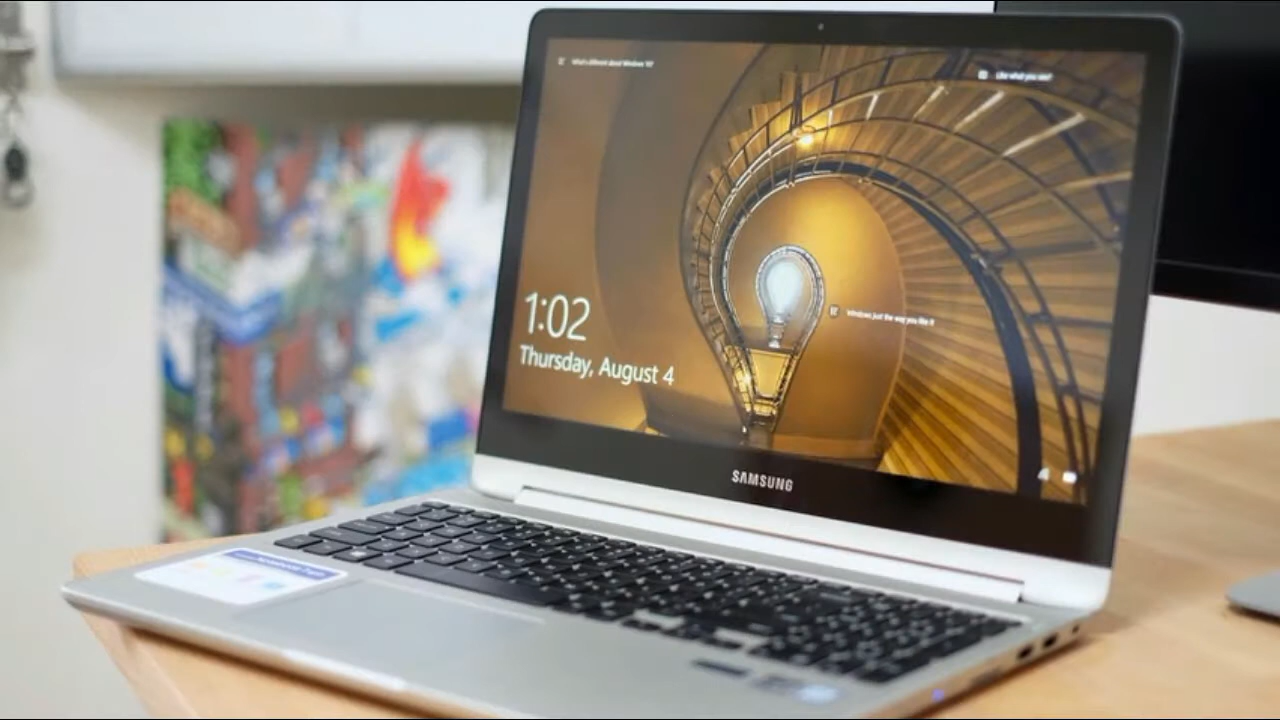 What's different about Windows 10?
Like what you see?
1:02
Thursday, August 4
Windows just the way you like it
SAMSUNG